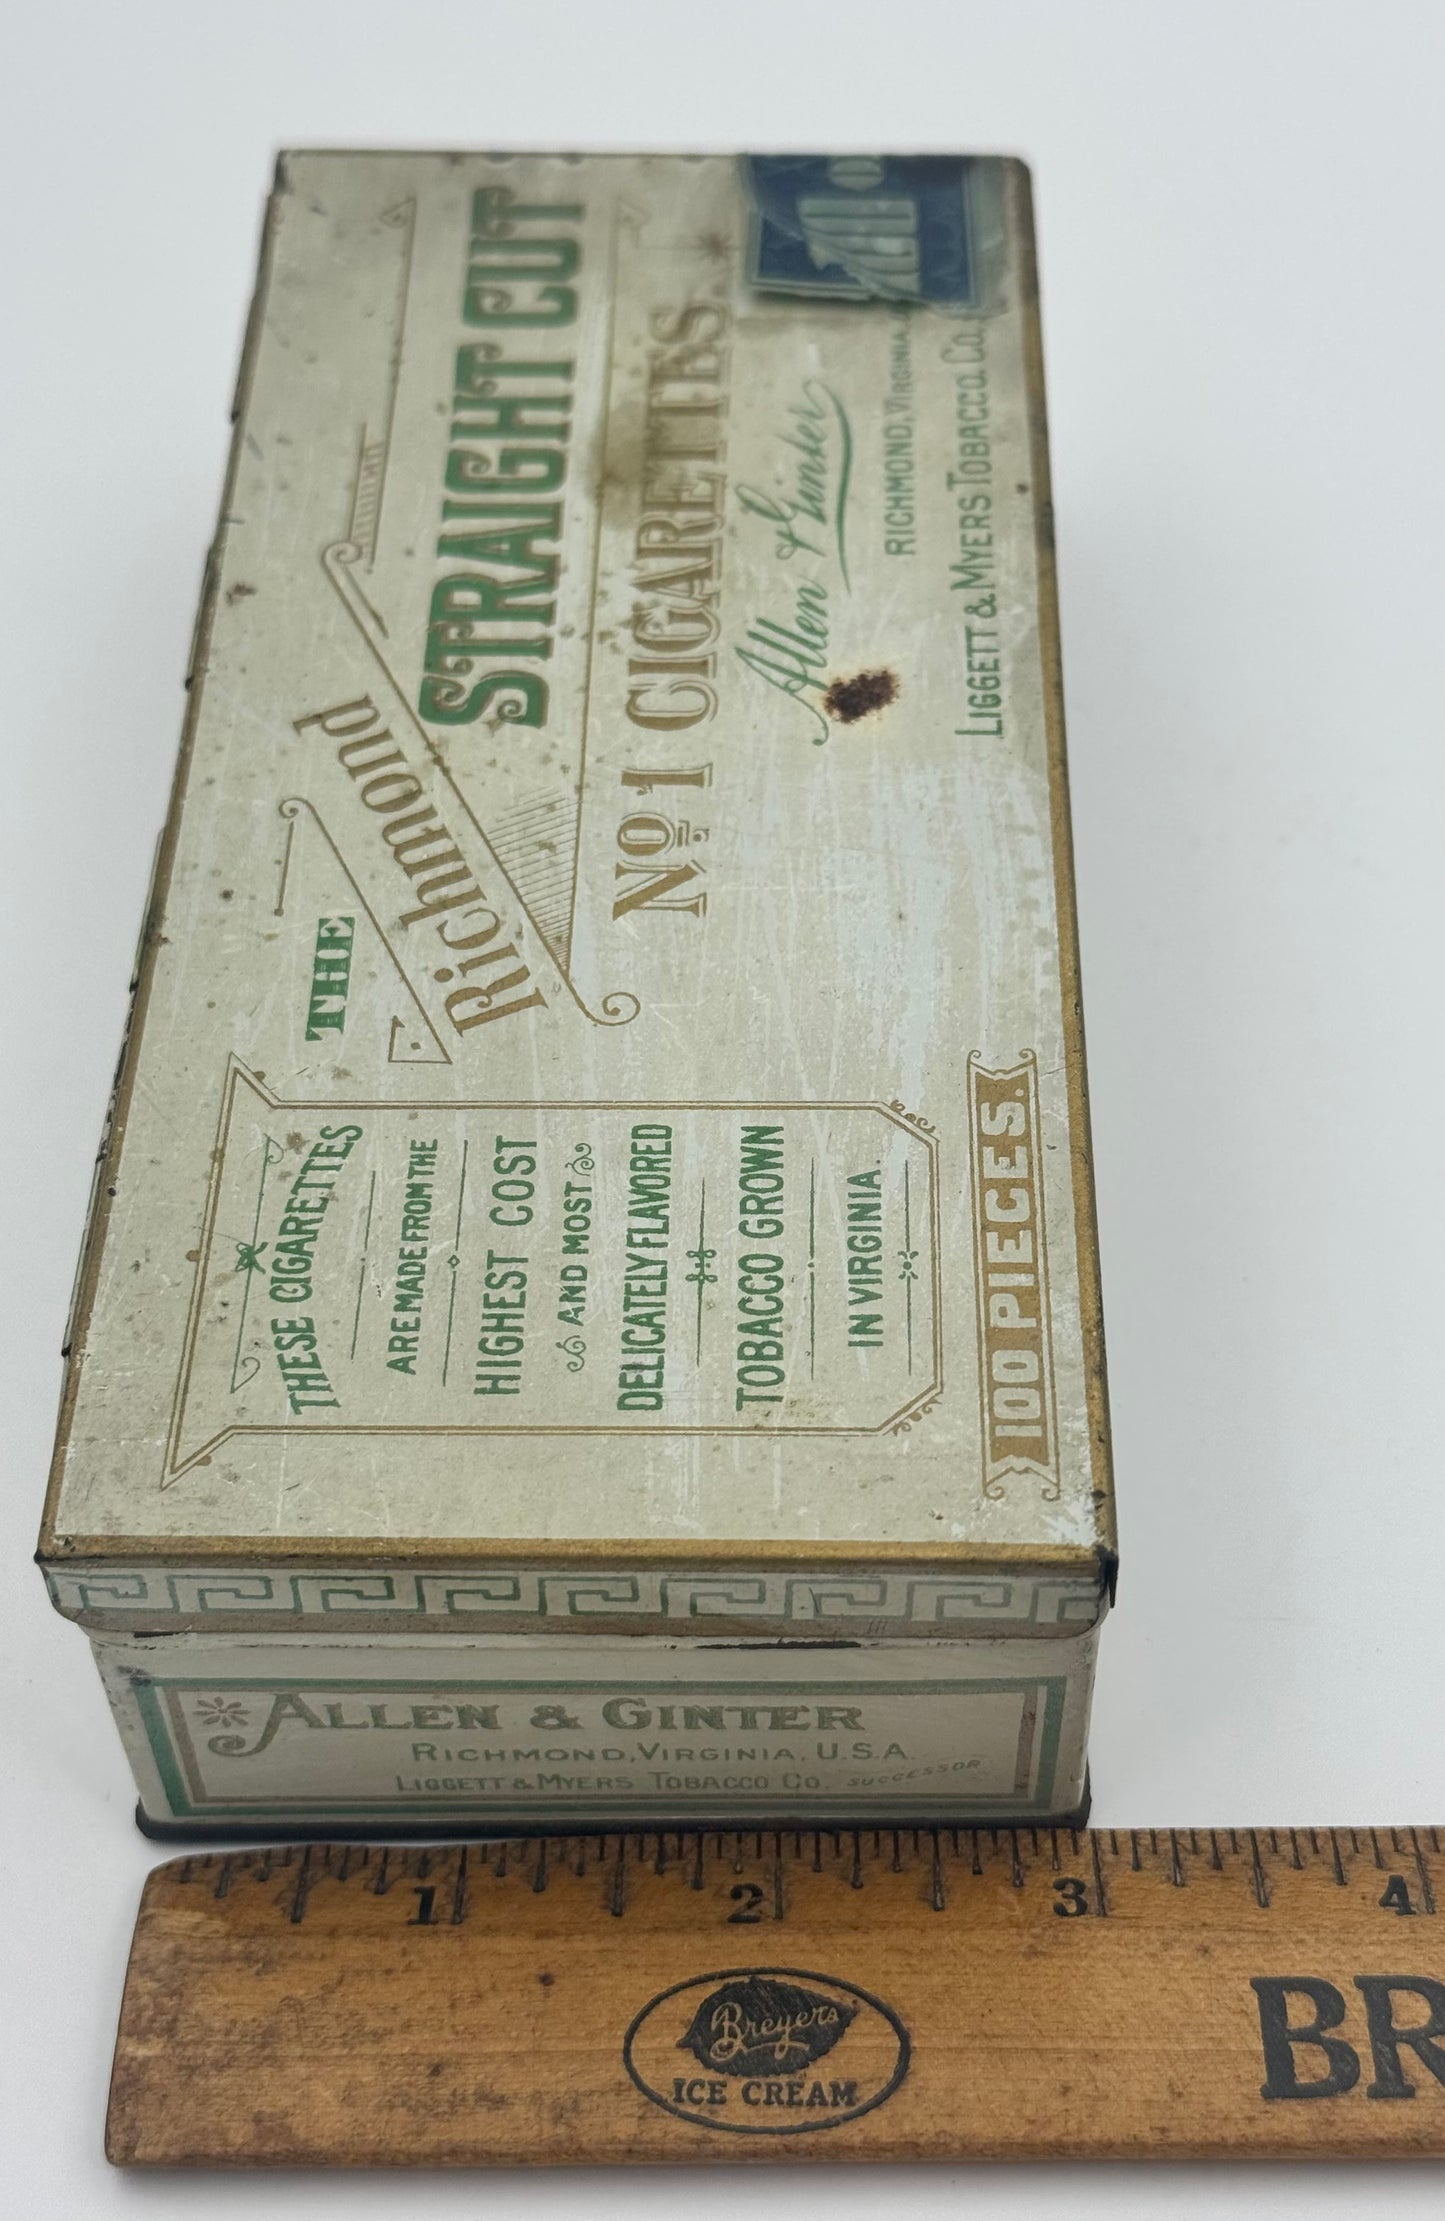 THE
Richmond
STRAIGHT CUT
No 1 CIGARETTES.
Allen & Ginter
RICHMOND, VIRGINIA.
LIGGETT & MYERS TOBACCO. CO.
THESE CIGARETTES
ARE MADE FROM THE
HIGHEST COST
AND MOST
DELICATELY FLAVORED
TOBACCO GROWN
IN VIRGINIA.
100 PIECES.
ALLEN & GINTER
RICHMOND, VIRGINIA, U.S.A.
LIGGETT & MYERS TOBACCO CO. SUCCESSOR
1 2 3 4
Breyers
ICE CREAM
BR